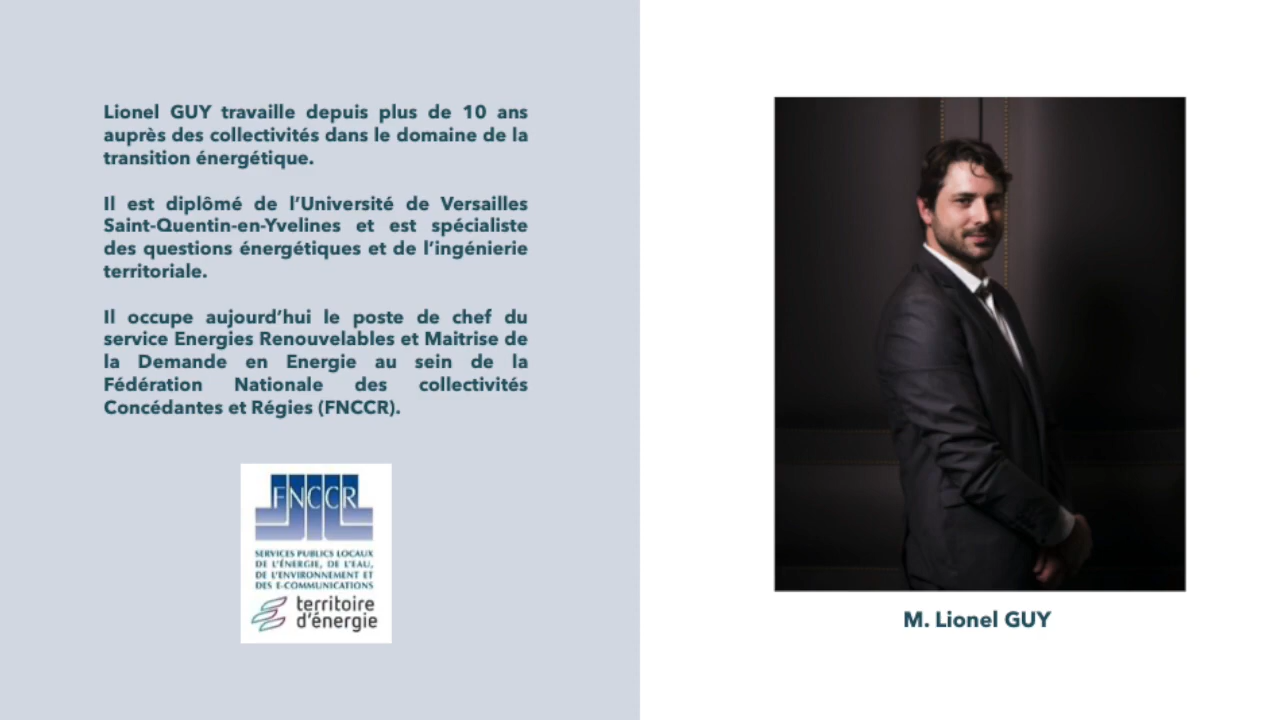 Lionel GUY travaille depuis plus de 10 ans
auprès des collectivités dans le domaine de la
transition énergétique.
Il est diplômé de l’Université de Versailles
Saint-Quentin-en-Yvelines et est spécialiste
des questions énergétiques et de l’ingénierie
territoriale.
Il occupe aujourd’hui le poste de chef du
service Energies Renouvelables et Maitrise de
la Demande en Energie au sein de la
Fédération Nationale des collectivités
Concédantes et Régies (FNCCR).
FNCCR
SERVICES PUBLICS LOCAUX
DE L'ÉNERGIE, DE L'EAU,
DE L'ENVIRONNEMENT ET
DES E-COMMUNICATIONS
territoire
d'énergie
M. Lionel GUY